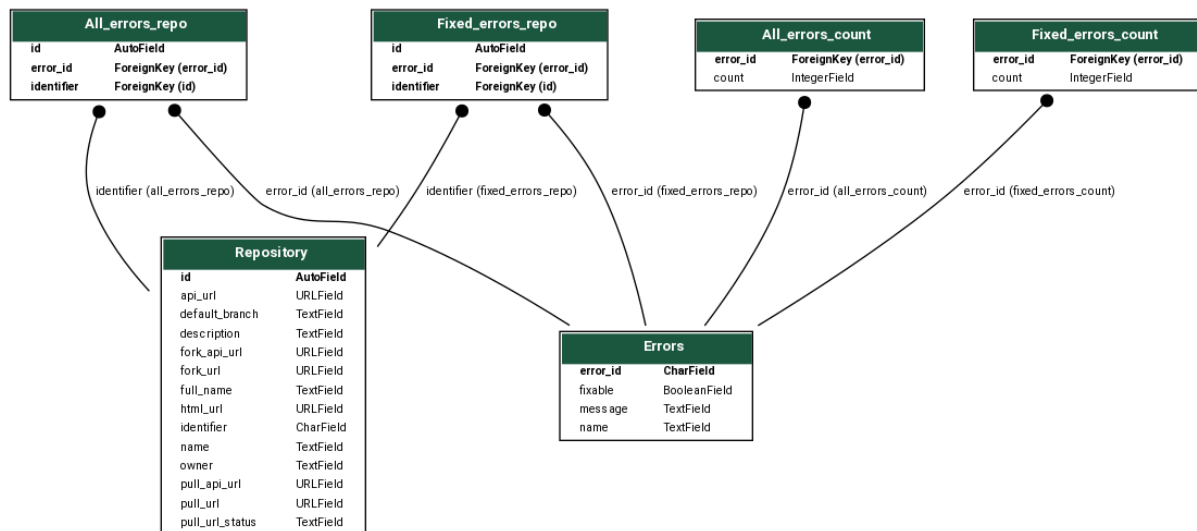 All_errors_repo
id AutoField
error_id ForeignKey (error_id)
identifier ForeignKey (id)
Fixed_errors_repo
id AutoField
error_id ForeignKey (error_id)
identifier ForeignKey (id)
All_errors_count
error_id ForeignKey (error_id)
count IntegerField
Fixed_errors_count
error_id ForeignKey (error_id)
count IntegerField
identifier (all_errors_repo)
error_id (all_errors_repo)
identifier (fixed_errors_repo)
error_id (fixed_errors_repo)
error_id (all_errors_count)
error_id (fixed_errors_count)
Repository
id AutoField
api_url URLField
default_branch TextField
description TextField
fork_api_url URLField
fork_url URLField
full_name TextField
html_url URLField
identifier CharField
name TextField
owner TextField
pull_api_url URLField
pull_url URLField
pull_url_status TextField
Errors
error_id CharField
fixable BooleanField
message TextField
name TextField